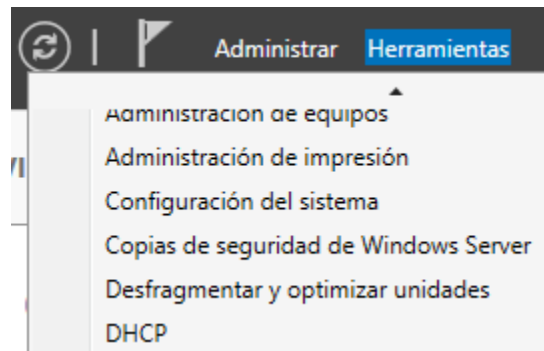 Administrar Herramientas
Administración de equipos
Administración de impresión
Configuración del sistema
Copias de seguridad de Windows Server
Desfragmentar y optimizar unidades
DHCP